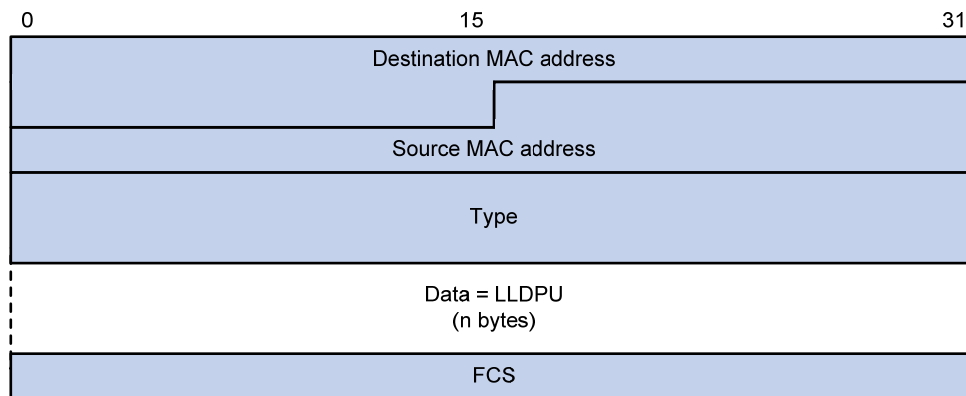 0 15 31
Destination MAC address
Source MAC address
Type
Data = LLDPU
(n bytes)
FCS